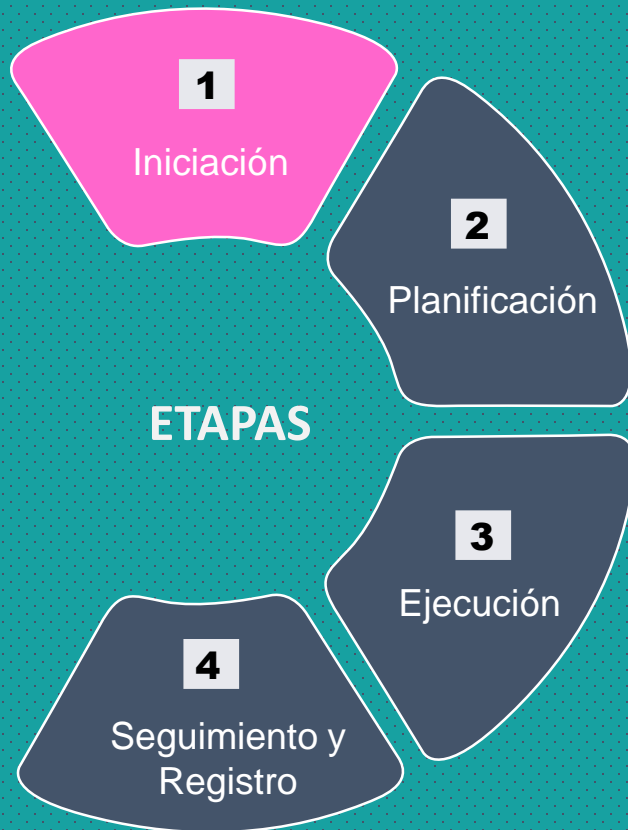 1
Iniciación
2
Planificación
ETAPAS
3
Ejecución
4
Seguimiento y
Registro